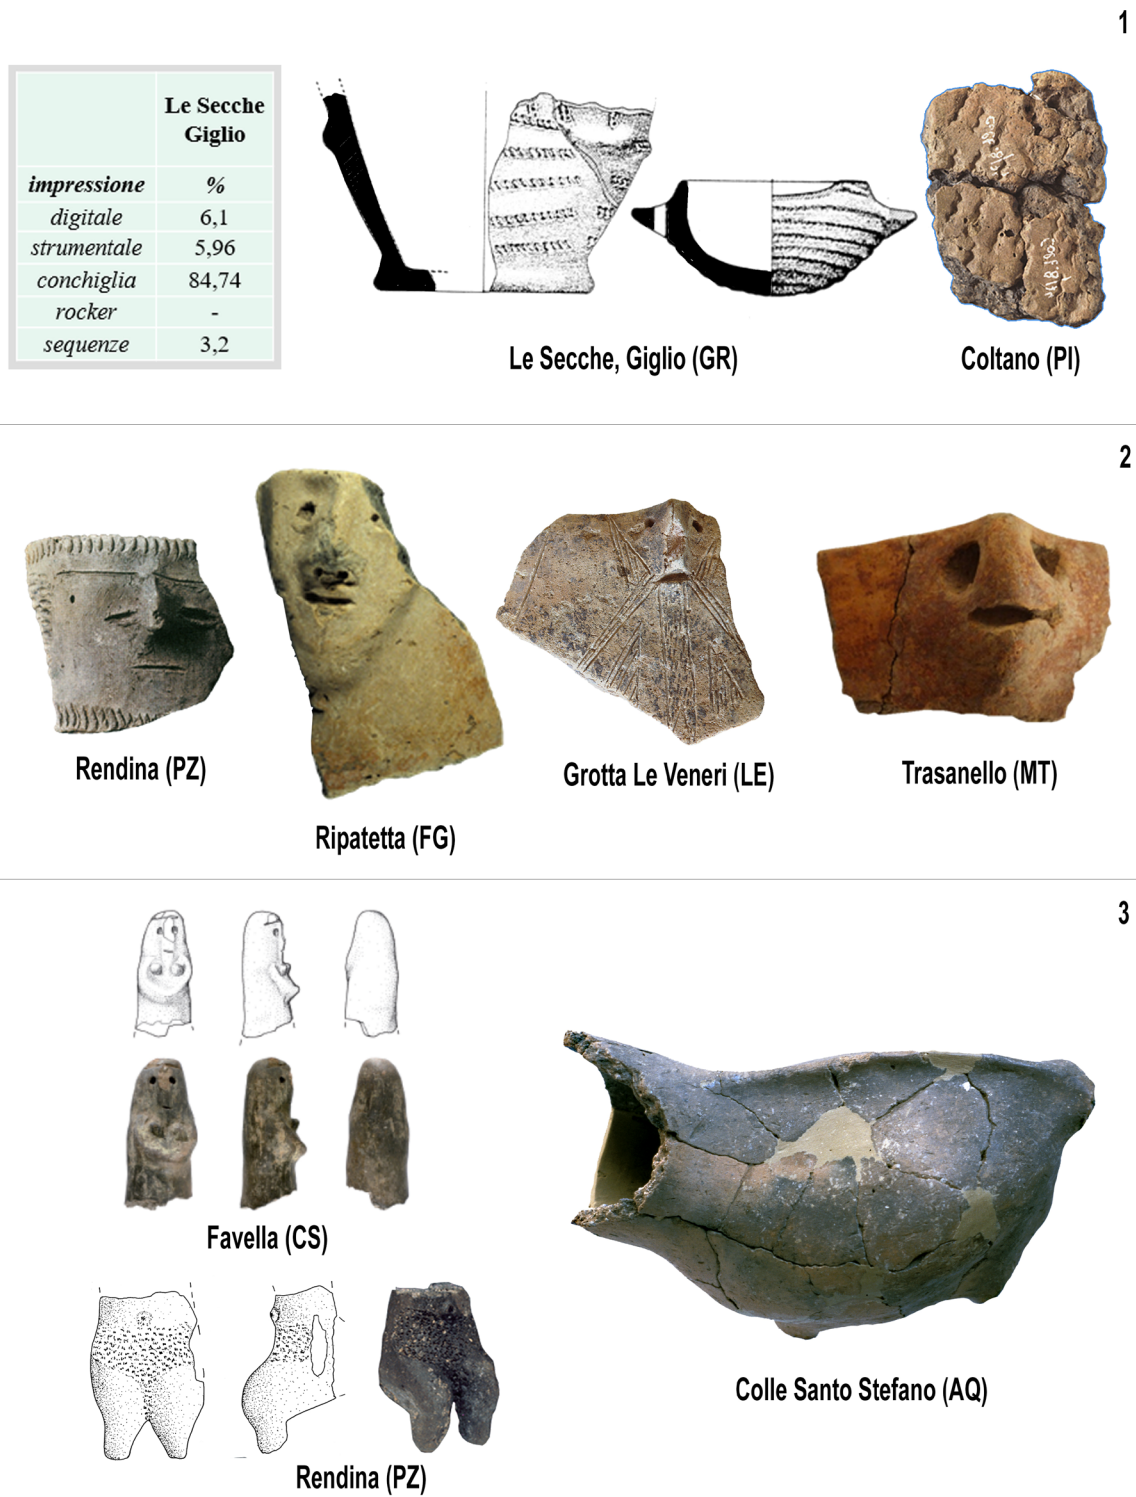 1
Le Secche
Giglio
impressione %
digitale 6,1
strumentale 5,96
conchiglia 84,74
rocker -
sequenze 3,2
Le Secche, Giglio (GR)
Coltano (PI)
2
Rendina (PZ)
Ripatetta (FG)
Grotta Le Veneri (LE)
Trasanello (MT)
3
Favella (CS)
Colle Santo Stefano (AQ)
Rendina (PZ)